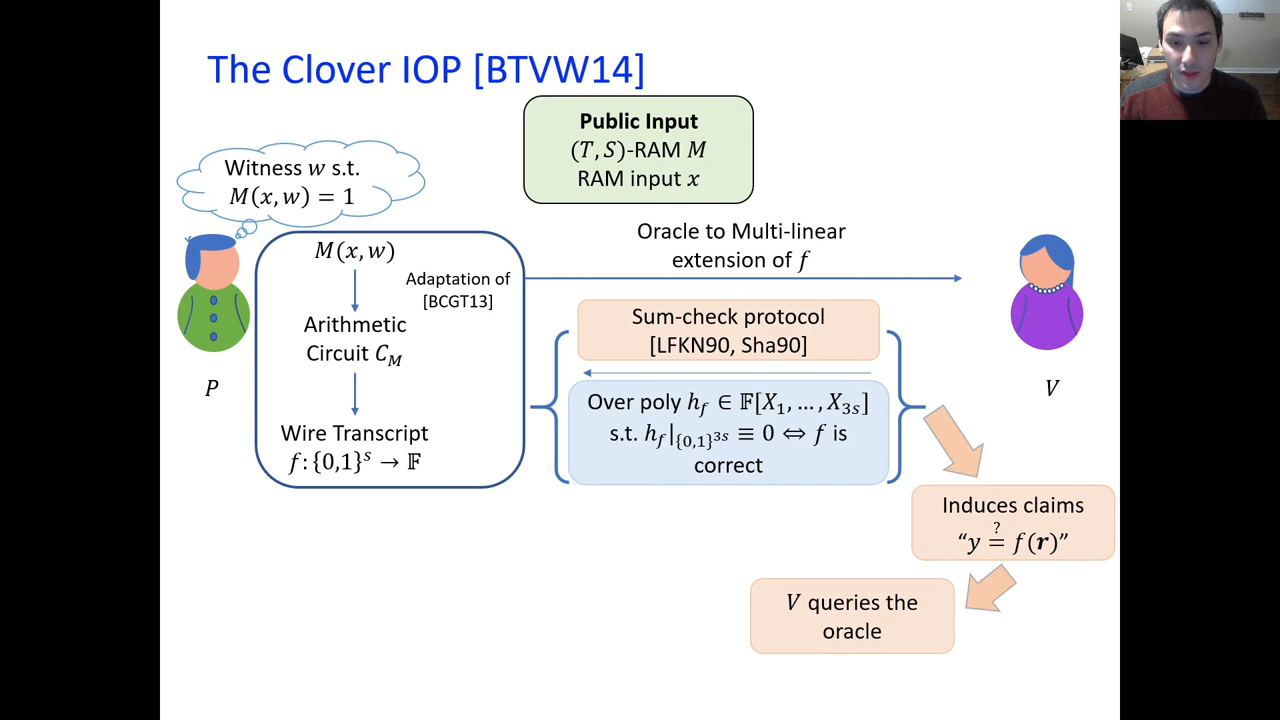 The Clover IOP [BTVW14]
Public Input
(T, S)-RAM M
RAM input x
Witness w s.t.
M(x, w) = 1
M(x, w)
Adaptation of
[BCGT13]
Arithmetic
Circuit C_M
Wire Transcript
f: {0,1}^s → 𝔽
P
Oracle to Multi-linear
extension of f
Sum-check protocol
[LFKN90, Sha90]
Over poly h_f ∈ 𝔽[X_1, … , X_{3s}]
s.t. h_f|_{{0,1}^{3s}} ≡ 0 ⇔ f is
correct
V
Induces claims
“y ≟ f(𝒓)”
V queries the
oracle